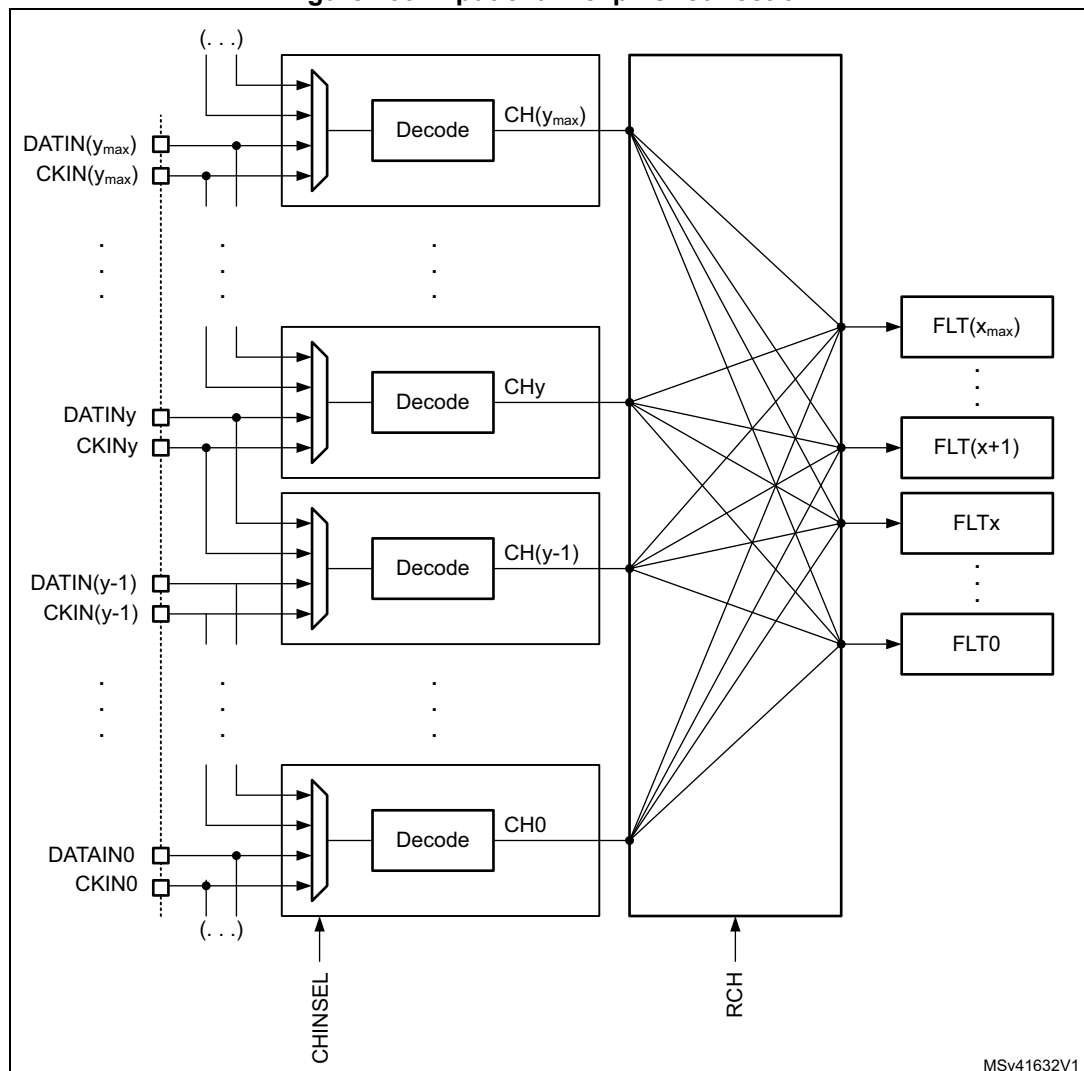 (. . .)
CH(ymax)
Decode
DATIN(ymax)
CKIN(ymax)
FLT(xmax)
CHy
Decode
DATINy
CKINy
FLT(x+1)
FLTx
CH(y-1)
Decode
DATIN(y-1)
CKIN(y-1)
FLT0
CH0
Decode
DATAIN0
CKIN0
(. . .)
CHINSEL
RCH
MSv41632V1